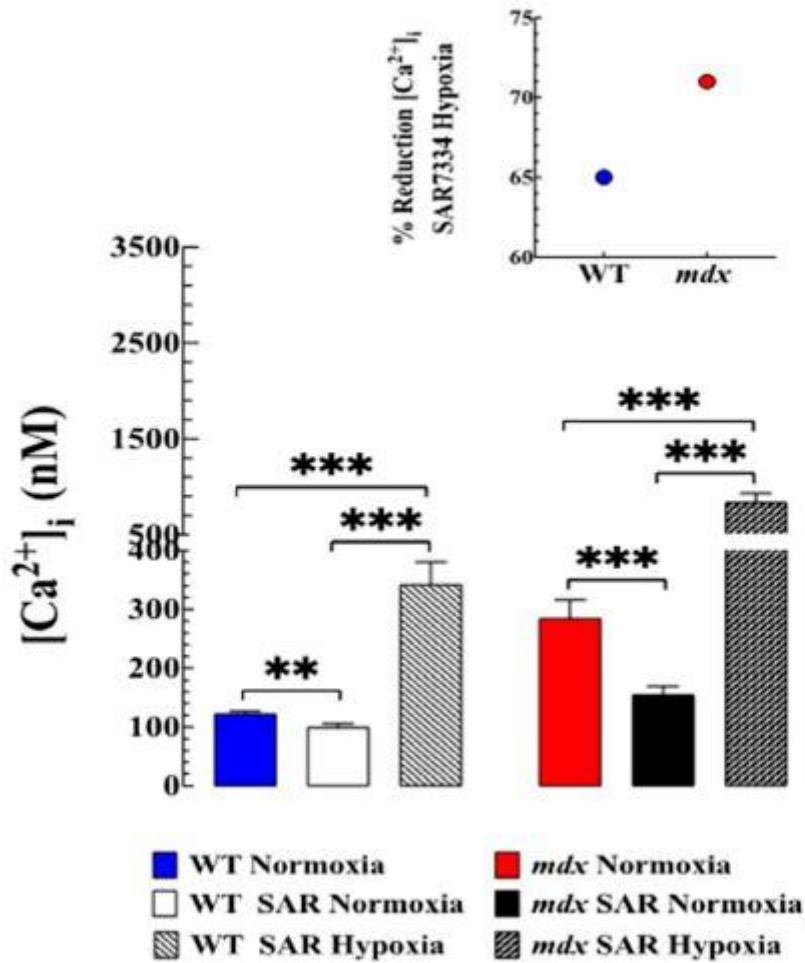 % Reduction [Ca²⁺]ᵢ
SAR7334 Hypoxia
75
70
65
60
WT
mdx
[Ca²⁺]ᵢ (nM)
3500
2500
1500
500
400
300
200
100
0
***
***
**
***
***
***
WT Normoxia
WT SAR Normoxia
WT SAR Hypoxia
mdx Normoxia
mdx SAR Normoxia
mdx SAR Hypoxia